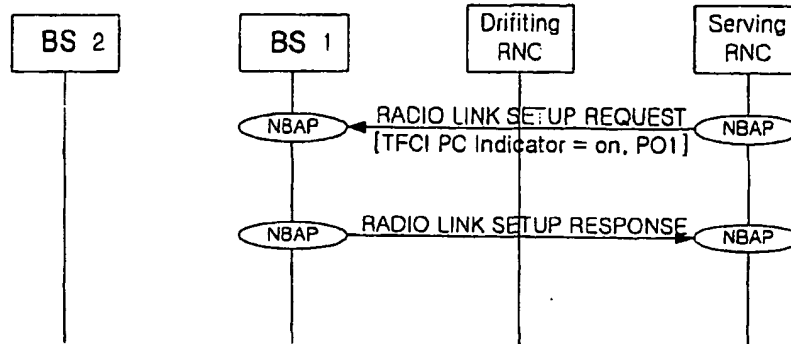 BS 2
BS 1
Drifiting
RNC
Serving
RNC
NBAP
RADIO LINK SETUP REQUEST
NBAP
[TFCI PC Indicator = on, PO1]
NBAP
RADIO LINK SETUP RESPONSE
NBAP